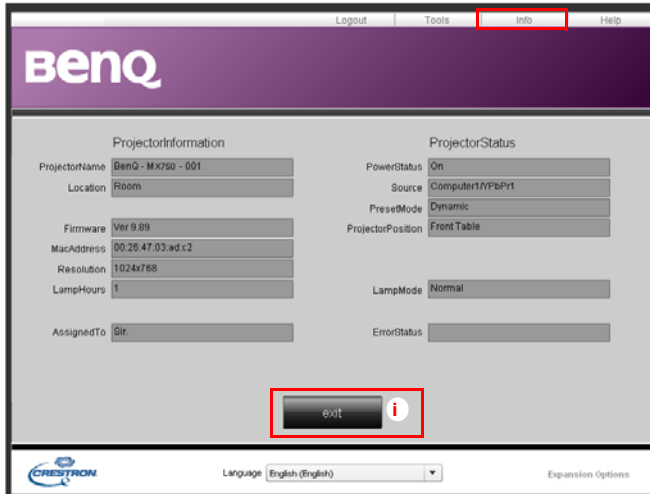 Logout Tools Info Help
BenQ
ProjectorInformation ProjectorStatus
ProjectorName BenQ - MX750 - 001 PowerStatus On
Location Room Source Computer1/YPbPr1
PresetMode Dynamic
Firmware Ver 9.89 ProjectorPosition Front Table
MacAddress 00:26:47:03:ad:c2
Resolution 1024x768
LampHours 1 LampMode Normal
AssignedTo Sir. ErrorStatus
exit i
CRESTRON Language English (English) Expansion Options